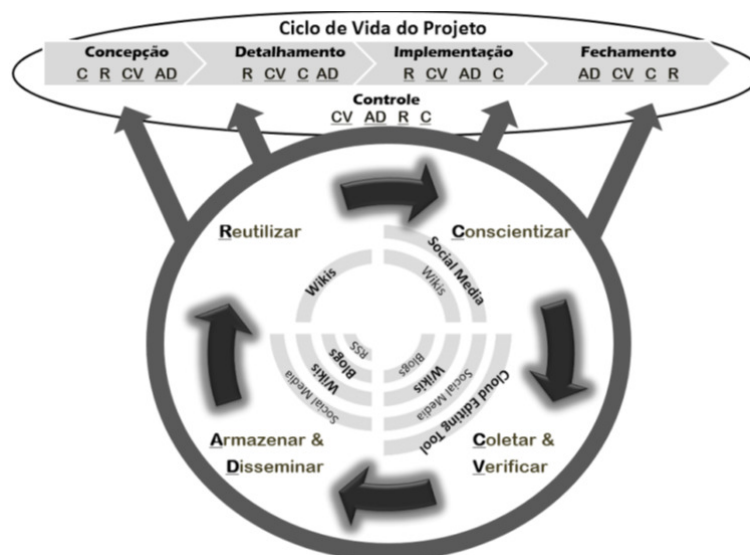 Ciclo de Vida do Projeto
Concepção Detalhamento Implementação Fechamento
C R CV AD R CV C AD R CV AD C AD CV C R
Controle
CV AD R C
Reutilizar Conscientizar
Social Media
Wikis
Wikis
RSS
Blogs
Wikis
Social Media
Blogs
Wikis
Social Media
Cloud Editing Tool
Armazenar & Coletar &
Disseminar Verificar